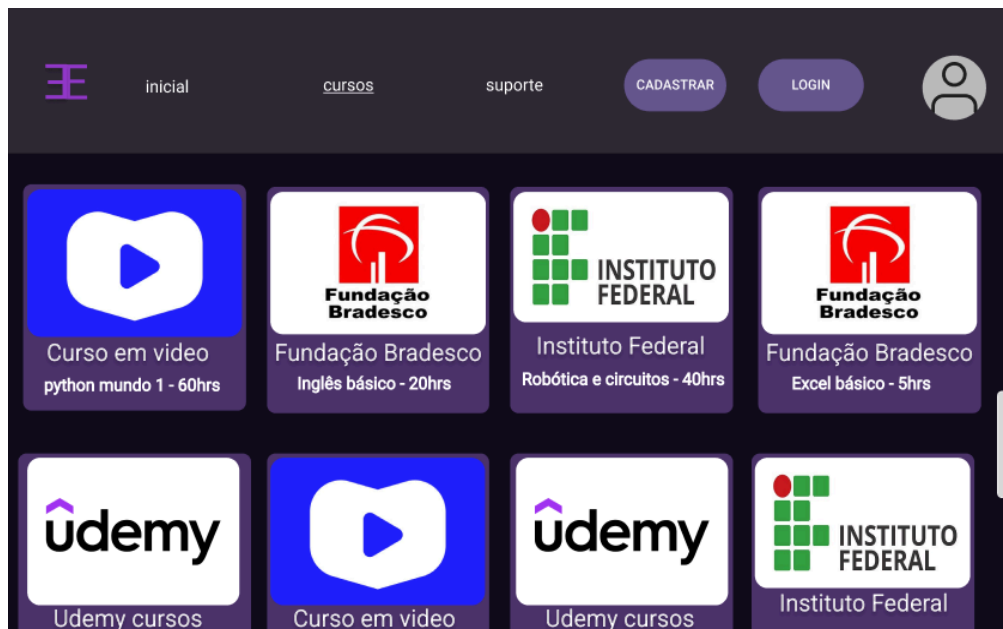 inicial
cursos
suporte
CADASTRAR
LOGIN
Fundação
Bradesco
INSTITUTO
FEDERAL
Fundação
Bradesco
Curso em video
Fundação Bradesco
Instituto Federal
Fundação Bradesco
python mundo 1 - 60hrs
Inglês básico - 20hrs
Robótica e circuitos - 40hrs
Excel básico - 5hrs
ûdemy
ûdemy
INSTITUTO
FEDERAL
Udemy cursos
Curso em video
Udemy cursos
Instituto Federal